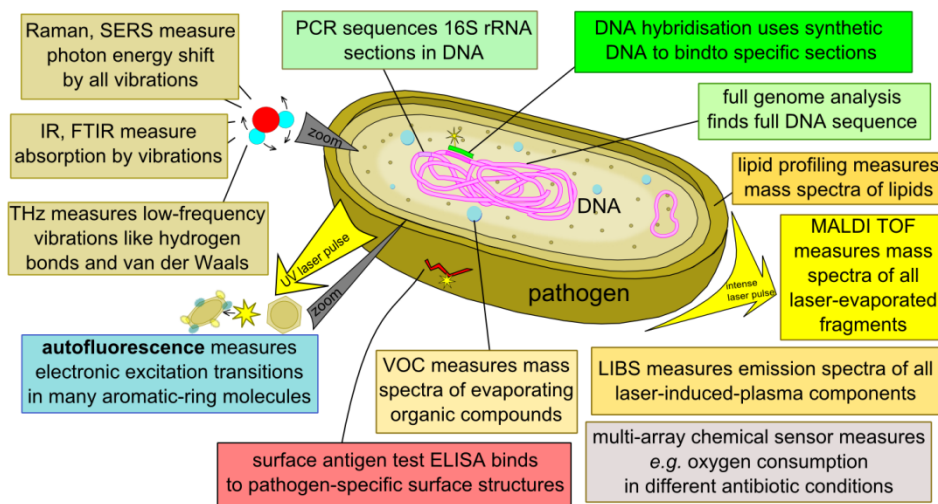 Raman, SERS measure
photon energy shift
by all vibrations
PCR sequences 16S rRNA
sections in DNA
DNA hybridisation uses synthetic
DNA to bindto specific sections
full genome analysis
finds full DNA sequence
IR, FTIR measure
absorption by vibrations
zoom
lipid profiling measures
mass spectra of lipids
DNA
THz measures low-frequency
vibrations like hydrogen
bonds and van der Waals
MALDI TOF
measures mass
spectra of all
laser-evaporated
fragments
UV laser pulse
zoom
pathogen
intense
laser pulse
autofluorescence measures
electronic excitation transitions
in many aromatic-ring molecules
VOC measures mass
spectra of evaporating
organic compounds
LIBS measures emission spectra of all
laser-induced-plasma components
surface antigen test ELISA binds
to pathogen-specific surface structures
multi-array chemical sensor measures
e.g. oxygen consumption
in different antibiotic conditions